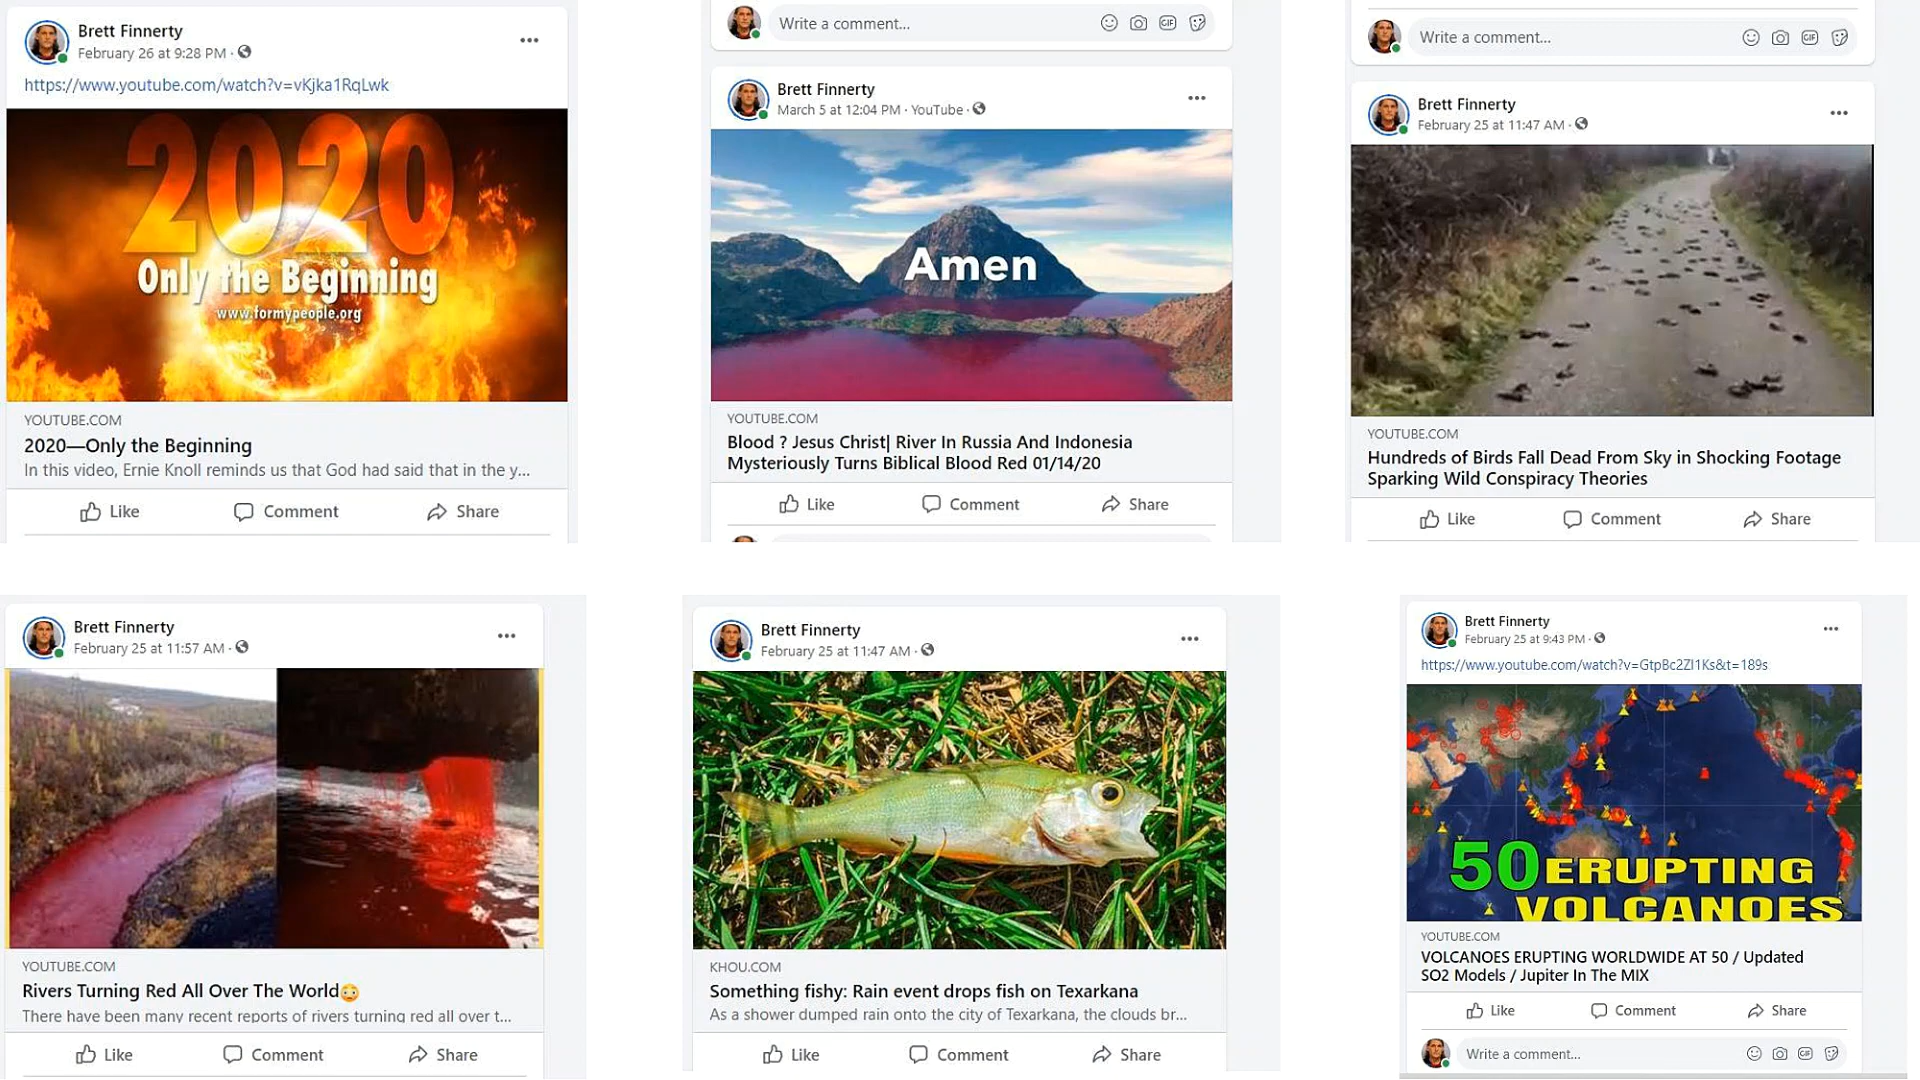 Brett Finnerty
February 26 at 9:28 PM ·
https://www.youtube.com/watch?v=vKjka1RqLwk
2020
Only the Beginning
www.formypeople.org
YOUTUBE.COM
2020—Only the Beginning
In this video, Ernie Knoll reminds us that God had said that in the y...
Like Comment Share
Write a comment...
GIF
Brett Finnerty
March 5 at 12:04 PM · YouTube ·
Amen
YOUTUBE.COM
Blood ? Jesus Christ| River In Russia And Indonesia
Mysteriously Turns Biblical Blood Red 01/14/20
Like Comment Share
Write a comment...
GIF
Brett Finnerty
February 25 at 11:47 AM ·
YOUTUBE.COM
Hundreds of Birds Fall Dead From Sky in Shocking Footage
Sparking Wild Conspiracy Theories
Like Comment Share
Brett Finnerty
February 25 at 11:57 AM ·
YOUTUBE.COM
Rivers Turning Red All Over The World😳
There have been many recent reports of rivers turning red all over t...
Like Comment Share
Brett Finnerty
February 25 at 11:47 AM ·
KHOU.COM
Something fishy: Rain event drops fish on Texarkana
As a shower dumped rain onto the city of Texarkana, the clouds br...
Like Comment Share
Brett Finnerty
February 25 at 9:43 PM ·
https://www.youtube.com/watch?v=GtpBc2ZI1Ks&t=189s
50 ERUPTING
VOLCANOES
YOUTUBE.COM
VOLCANOES ERUPTING WORLDWIDE AT 50 / Updated
SO2 Models / Jupiter In The MIX
Like Comment Share
Write a comment...
GIF